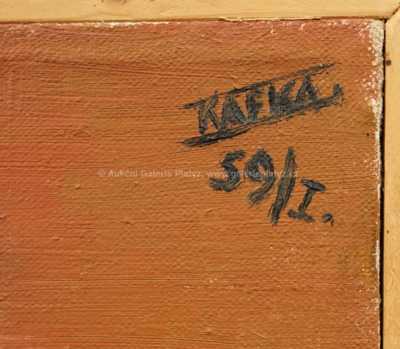 KAFKA
59/I.
© Aukční Galerie Platýz, www.galerieplatyz.cz